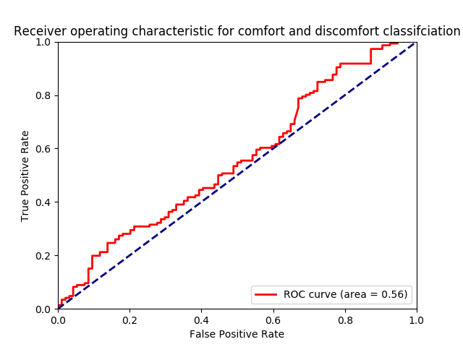 Receiver operating characteristic for comfort and discomfort classifciation
1.0
0.8
0.6
0.4
0.2
0.0
True Positive Rate
ROC curve (area = 0.56)
0.0 0.2 0.4 0.6 0.8 1.0
False Positive Rate